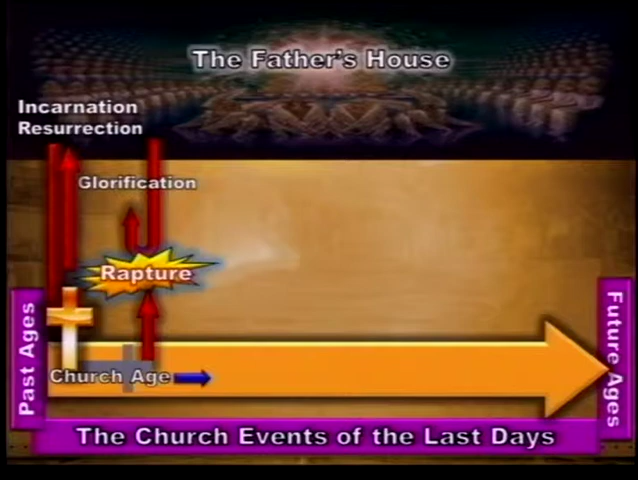 The Father's House
Incarnation
Resurrection
Glorification
Rapture
Past Ages
Church Age
Future Ages
The Church Events of the Last Days